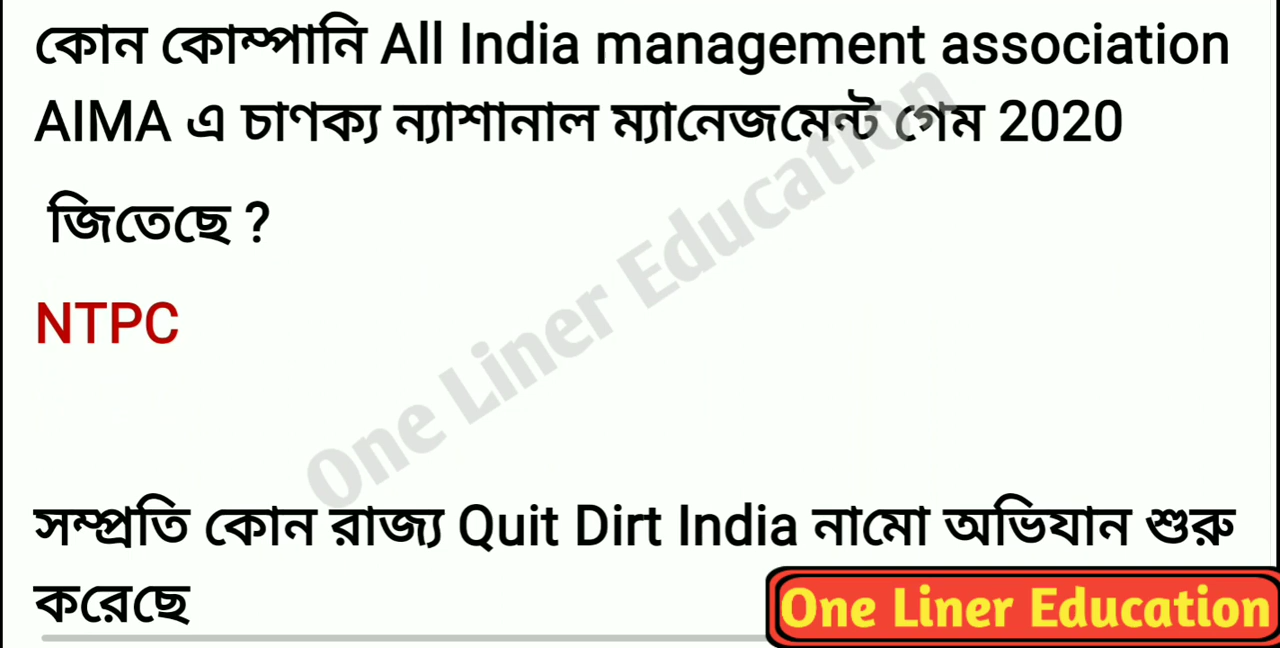 কোন কোম্পানি All India management association
AIMA এ চাণক্য ন্যাশানাল ম্যানেজমেন্ট গেম 2020
জিতেছে ?
NTPC
One Liner Education
সম্প্রতি কোন রাজ্য Quit Dirt India নামো অভিযান শুরু
করেছে
One Liner Education